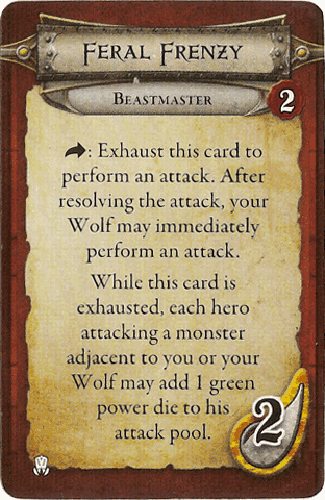 Feral Frenzy
Beastmaster
2
: Exhaust this card to
perform an attack. After
resolving the attack, your
Wolf may immediately
perform an attack.
While this card is
exhausted, each hero
attacking a monster
adjacent to you or your
Wolf may add 1 green
power die to his
attack pool.
2